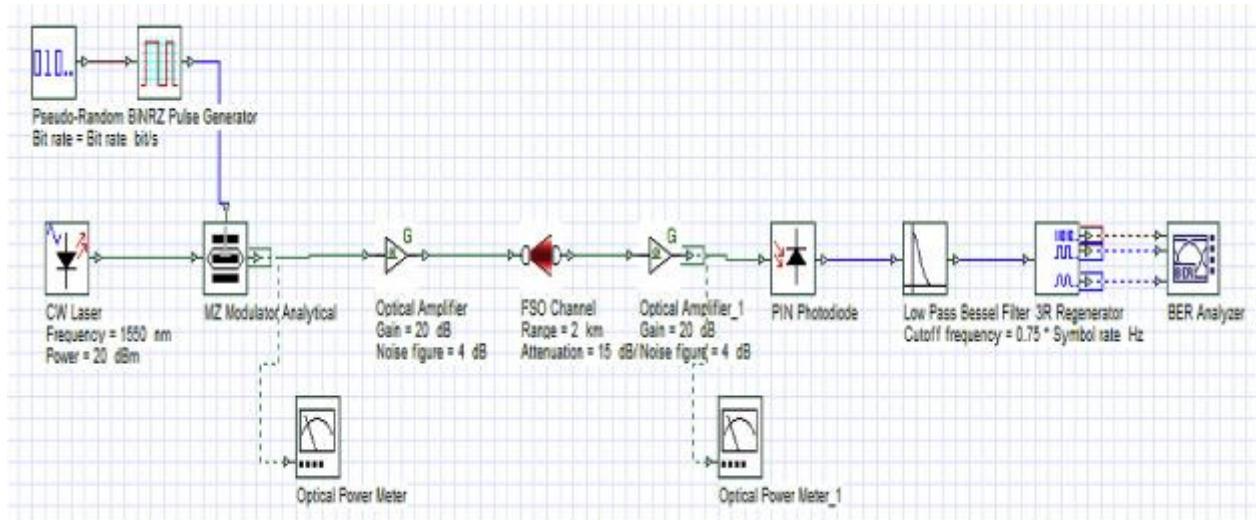 010..
Pseudo-Random BiNRZ Pulse Generator
Bit rate = Bit rate bit/s
G
G
CW Laser
Frequency = 1550 nm
Power = 20 dBm
MZ Modulator Analytical
Optical Amplifier
Gain = 20 dB
Noise figure = 4 dB
FSO Channel
Range = 2 km
Attenuation = 15 dB/
Optical Amplifier_1
Gain = 20 dB
Noise figure = 4 dB
PIN Photodiode
Low Pass Bessel Filter
Cutoff frequency = 0.75 * Symbol rate Hz
3R Regenerator
BER
BER Analyzer
Optical Power Meter
Optical Power Meter_1